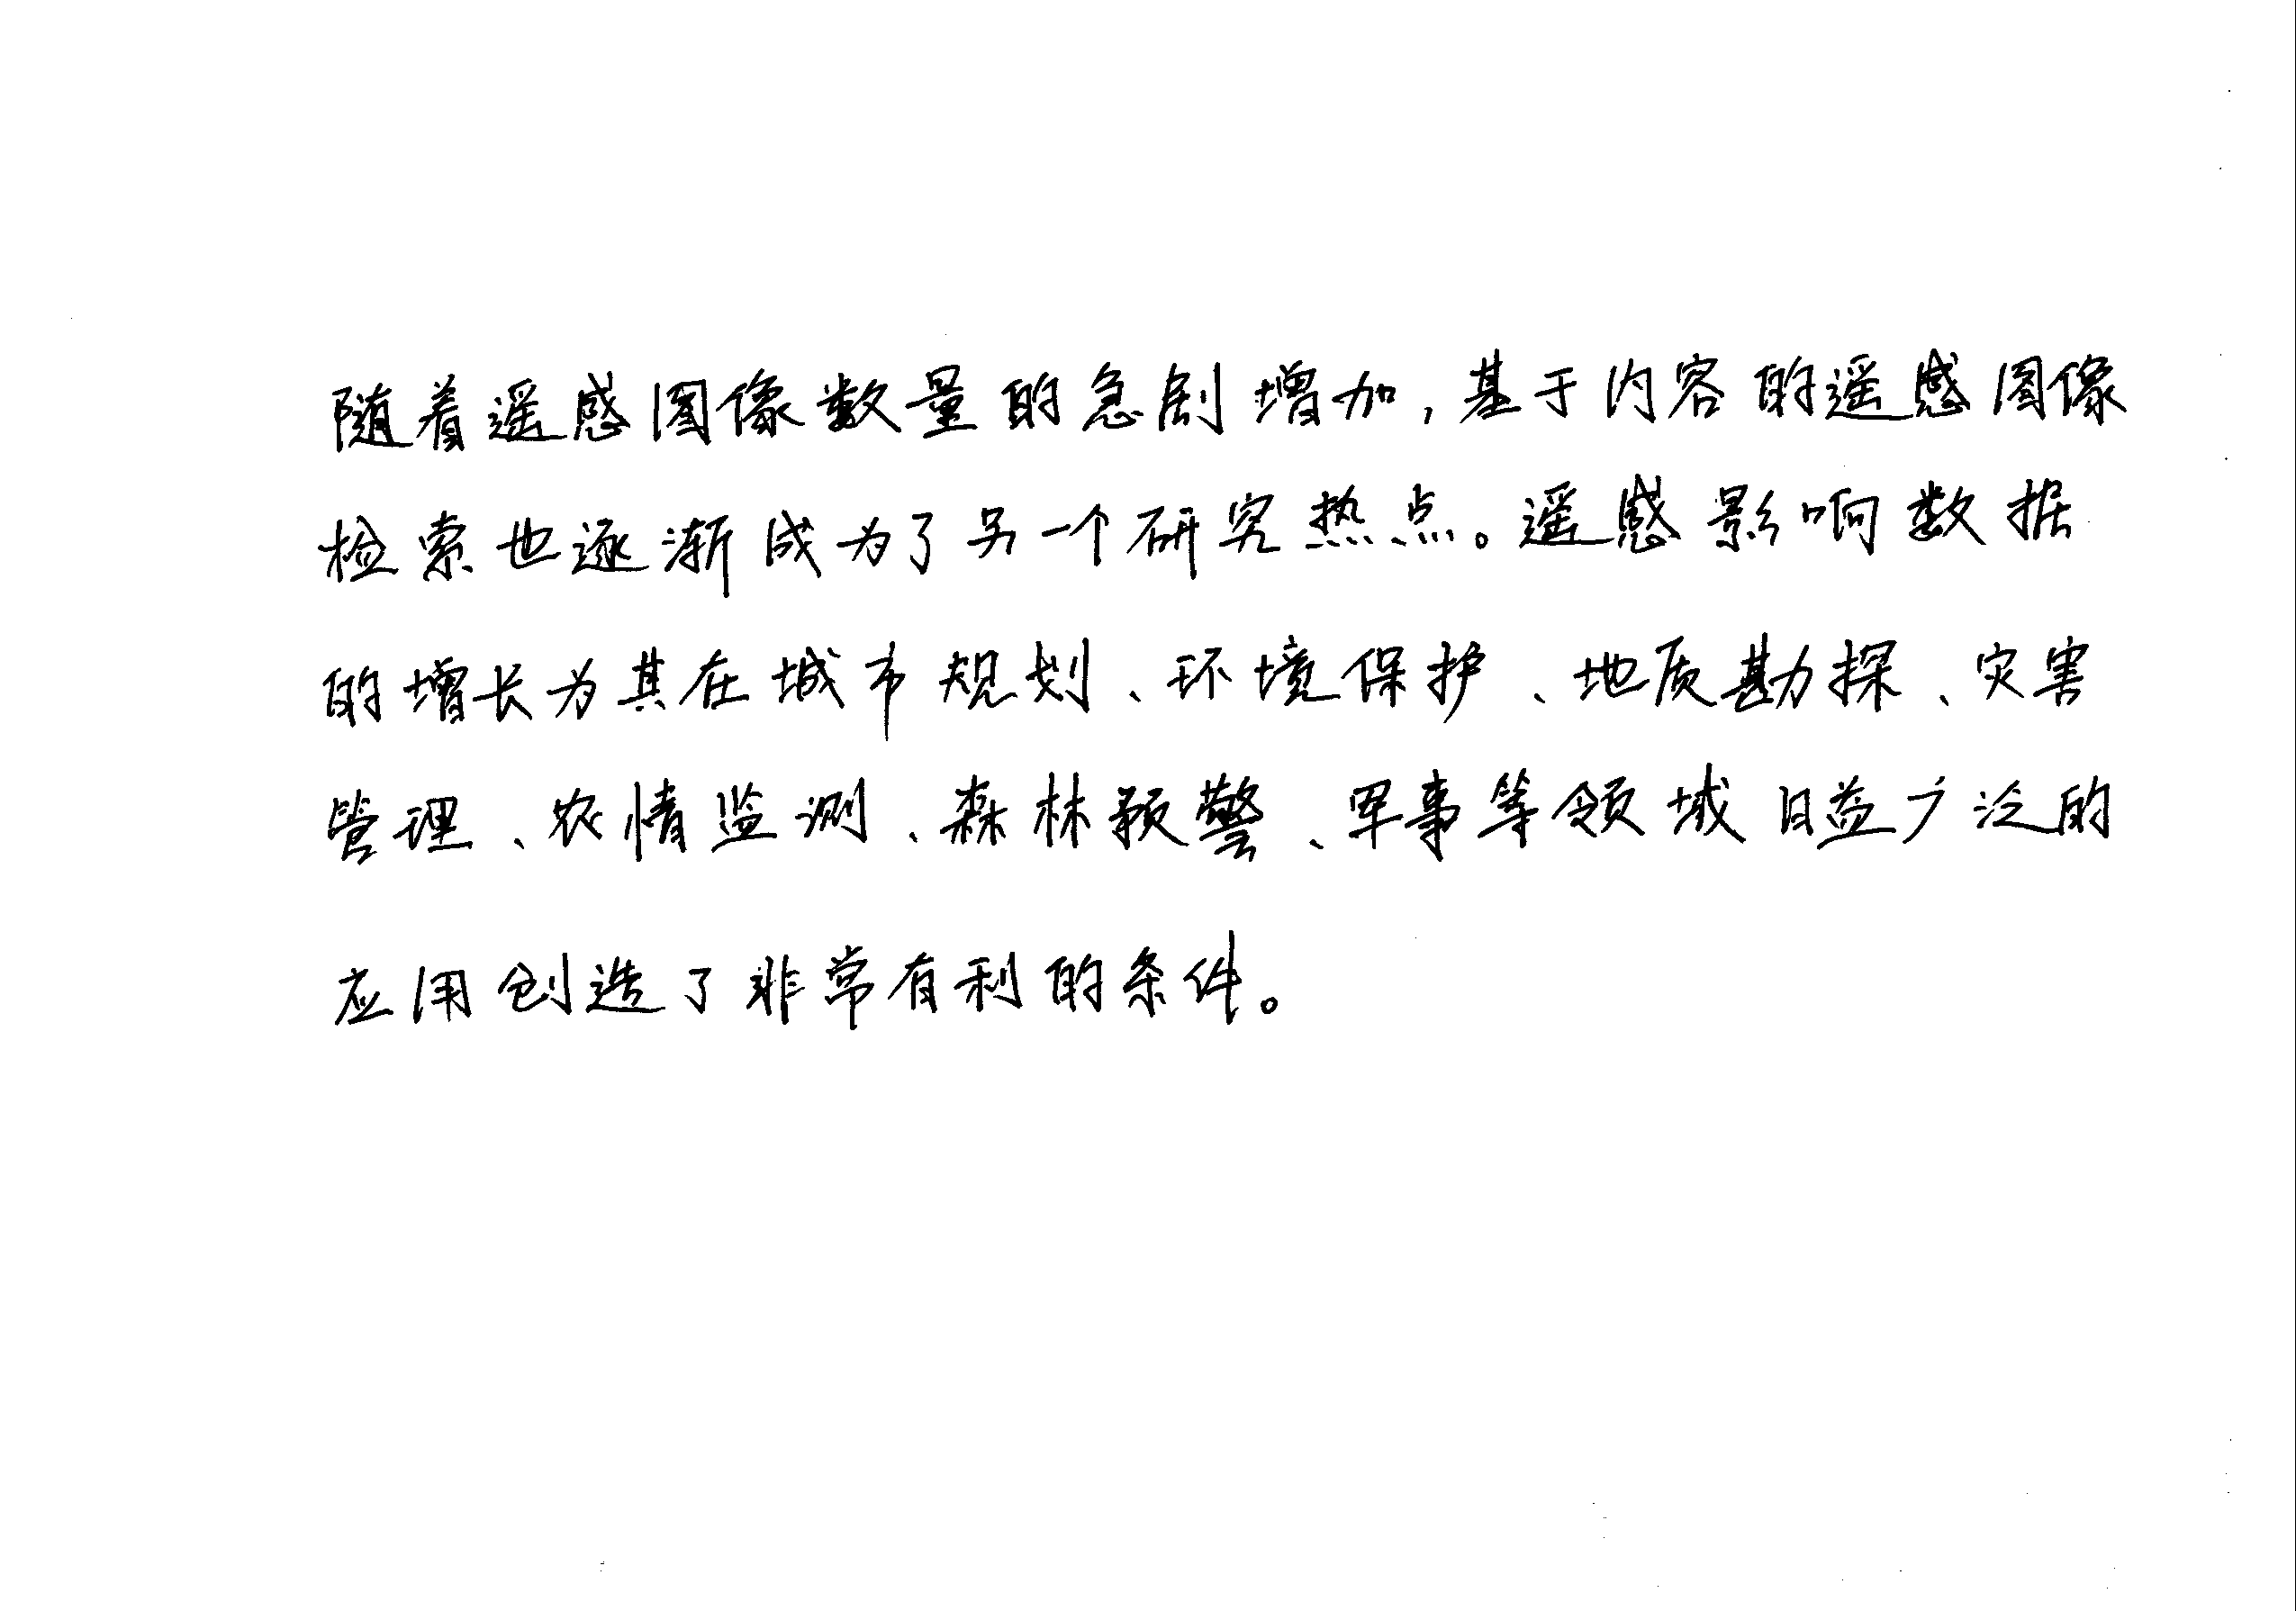 随着遥感图像数量的急剧增加，基于内容的遥感图像
检索也逐渐成为了另一个研究热点。遥感影响数据
的增长为其在城市规划、环境保护、地质勘探、灾害
管理、农情监测、森林预警、军事等领域日益广泛的
应用创造了非常有利的条件。